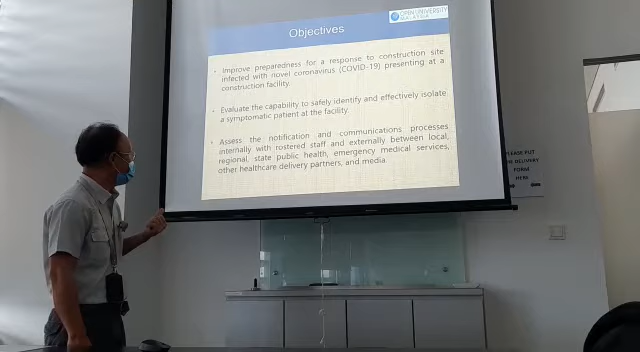 OPEN UNIVERSITY
MALAYSIA
Objectives
• Improve preparedness for a response to construction site
infected with novel coronavirus (COVID-19) presenting at a
construction facility.
• Evaluate the capability to safely identify and effectively isolate
a symptomatic patient at the facility.
• Assess the notification and communications processes
internally with rostered staff and externally between local,
regional, state public health, emergency medical services,
other healthcare delivery partners, and media.
PLEASE PUT
THE DELIVERY
FORM
HERE